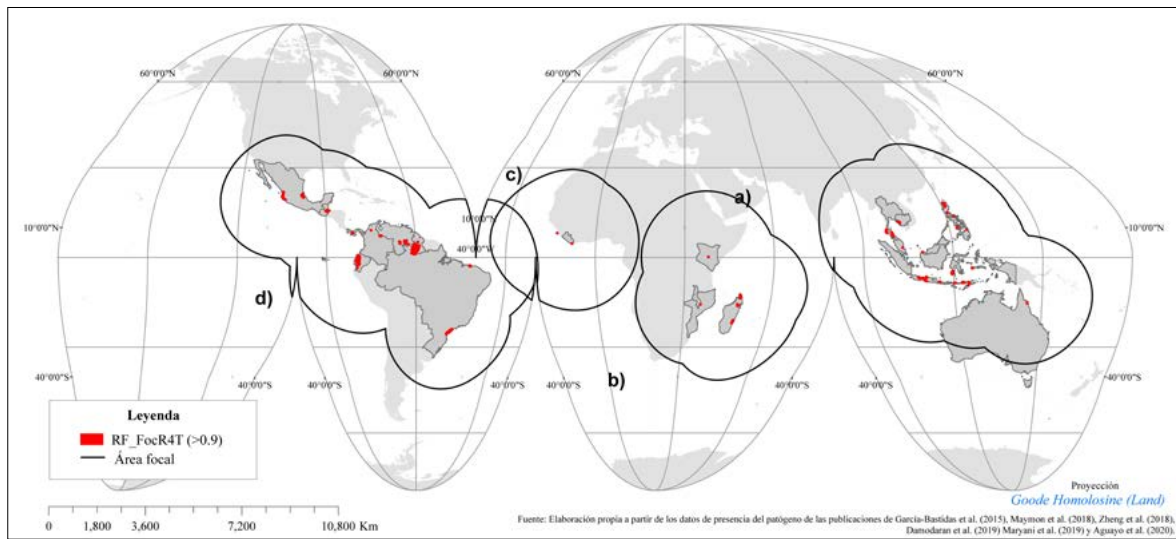 60°0'0"N
60°0'0"N
60°0'0"N
60°0'0"N
c)
a)
10°0'0"N
10°0'0"N
10°0'0"N
40°0'0"W
d)
b)
40°0'0"S
40°0'0"S
40°0'0"S
40°0'0"S
40°0'0"S
40°0'0"S
40°0'0"S
Leyenda
RF_FocR4T (>0.9)
Área focal
0 1,800 3,600 7,200 10,800 Km
Proyección
Goode Homolosine (Land)
Fuente: Elaboración propia a partir de los datos de presencia del patógeno de las publicaciones de García-Bastidas et al. (2015), Maymon et al. (2018), Zheng et al. (2018),
Damodaran et al. (2019) Maryani et al. (2019) y Aguayo et al. (2020).